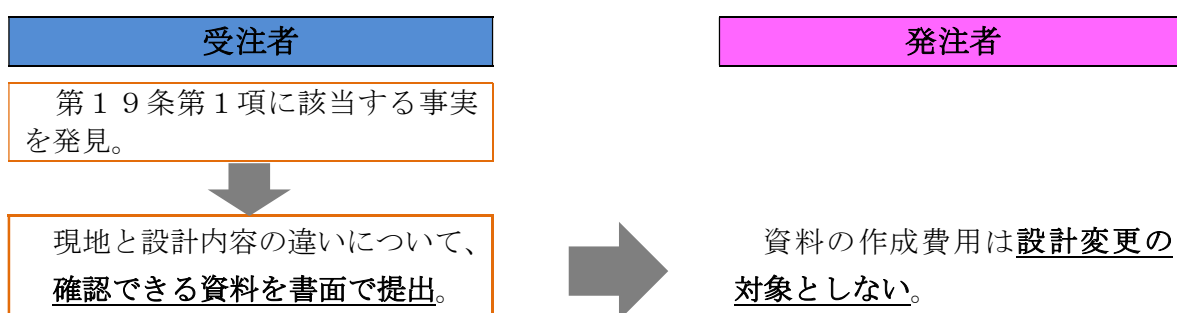 受注者
発注者
第１９条第１項に該当する事実
を発見。
現地と設計内容の違いについて、
確認できる資料を書面で提出。
資料の作成費用は設計変更の
対象としない。